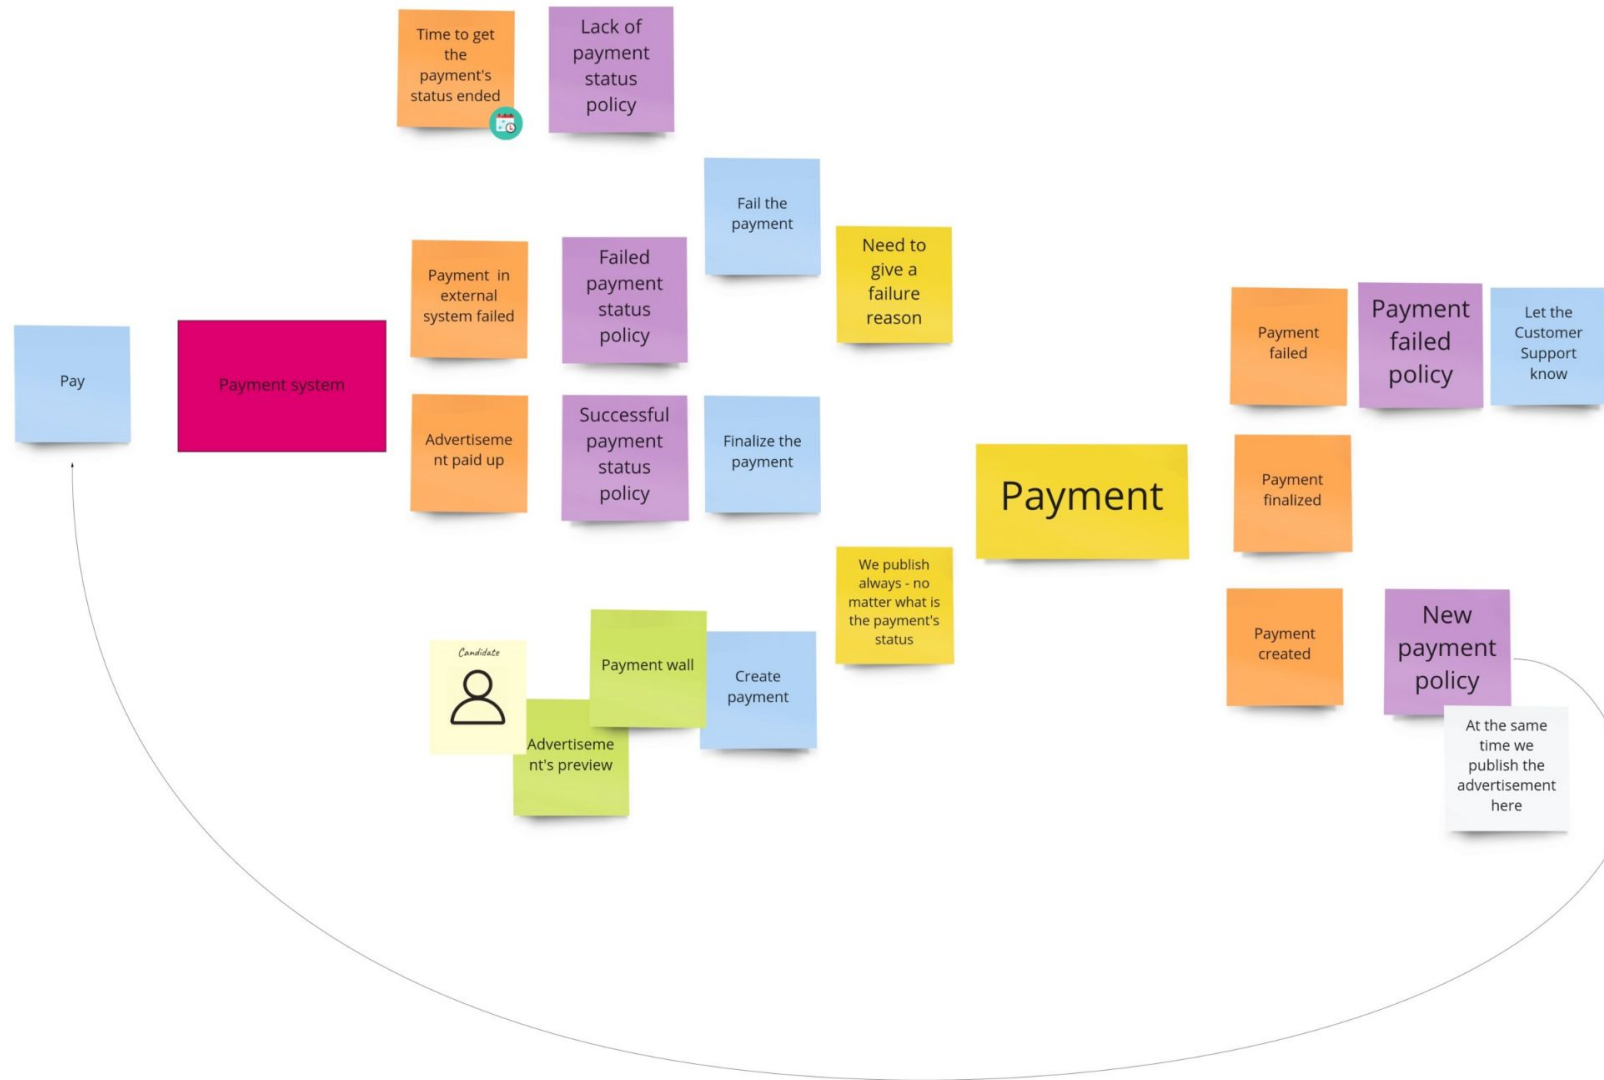 Time to get
the
payment's
status ended
Lack of
payment
status
policy
Fail the
payment
Need to
give a
failure
reason
Payment in
external
system failed
Failed
payment
status
policy
Pay
Payment system
Advertiseme
nt paid up
Successful
payment
status
policy
Finalize the
payment
Payment
failed
Payment
failed
policy
Let the
Customer
Support
know
Payment
Payment
finalized
We publish
always - no
matter what is
the payment's
status
Candidate
Payment wall
Advertiseme
nt's preview
Create
payment
Payment
created
New
payment
policy
At the same
time we
publish the
advertisement
here